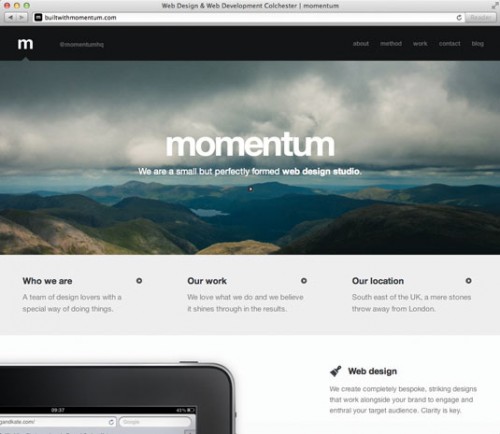 Web Design & Web Development Colchester | momentum
m builtwithmomentum.com
Reader
m
@momentumhq
about method work contact blog
momentum
We are a small but perfectly formed web design studio.
Who we are
A team of design lovers with a
special way of doing things.
Our work
We love what we do and we believe
it shines through in the results.
Our location
South east of the UK, a mere stones
throw away from London.
Web design
We create completely bespoke, striking designs
that work alongside your brand to engage and
enthral your target audience. Clarity is key.
09:37
41%
gandkate.com/
Google